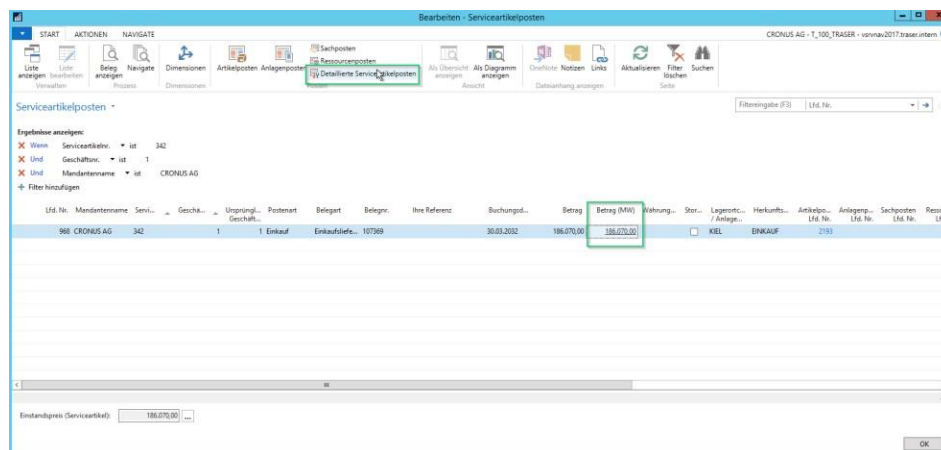 Bearbeiten - Serviceartikelposten
START AKTIONEN NAVIGATE
CRONUS AG - T_100_TRASER - vsrvnav2017.traser.intern
Liste anzeigen
Liste bearbeiten
Verwalten
Beleg anzeigen
Navigate
Prozess
Dimensionen
Dimensionen
Artikelposten
Anlagenposten
Sachposten
Ressourcenposten
Detaillierte Serviceartikelposten
Posten
Als Übersicht anzeigen
Als Diagramm anzeigen
Ansicht
OneNote
Notizen
Links
Dateianhang anzeigen
Aktualisieren
Filter löschen
Suchen
Seite
Serviceartikelposten
Filtereingabe (F3) Lfd. Nr.
Ergebnisse anzeigen:
Wenn Serviceartikelnr. ist 342
Und Geschäftsnr. ist 1
Und Mandantenname ist CRONUS AG
Filter hinzufügen
Lfd. Nr. Mandantenname Servi... Geschä... Ursprüngl... Geschäft... Postenart Belegart Belegnr. Ihre Referenz Buchungsd... Betrag Betrag (MW) Währung... Stor... Lagerortc... / Anlage... Herkunfts... Artikelpo... Lfd. Nr. Anlagenp... Lfd. Nr. Sachposten Lfd. Nr.
968 CRONUS AG 342 1 1 Einkauf Einkaufsliefe... 107369 30.03.2032 186.070,00 186.070,00 KIEL EINKAUF 2193
Einstandspreis (Serviceartikel): 186.070,00 ...
OK